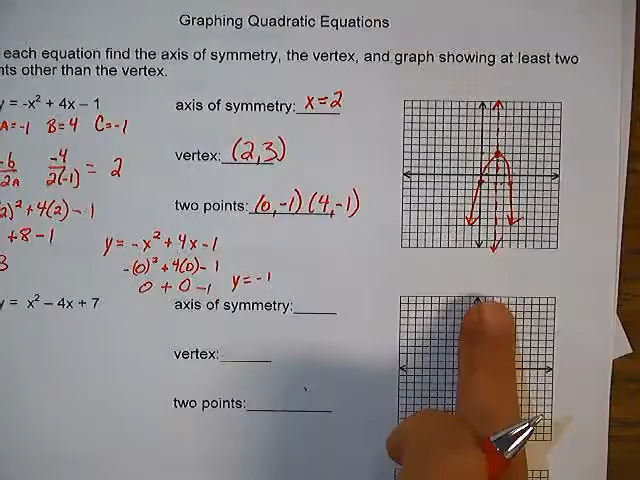 Graphing Quadratic Equations
each equation find the axis of symmetry, the vertex, and graph showing at least two
nts other than the vertex.
y = -x² + 4x – 1
axis of symmetry: x=2
A=-1 B=4 C=-1
vertex: (2,3)
-b/2A -4/2(-1) = 2
two points: (0,-1) (4,-1)
2)² +4(2) - 1
+8 -1
y = -x² + 4x -1
-(0)² +4(0) - 1
3
0 + 0 -1 y = -1
y = x² – 4x + 7
axis of symmetry:
vertex:
two points: